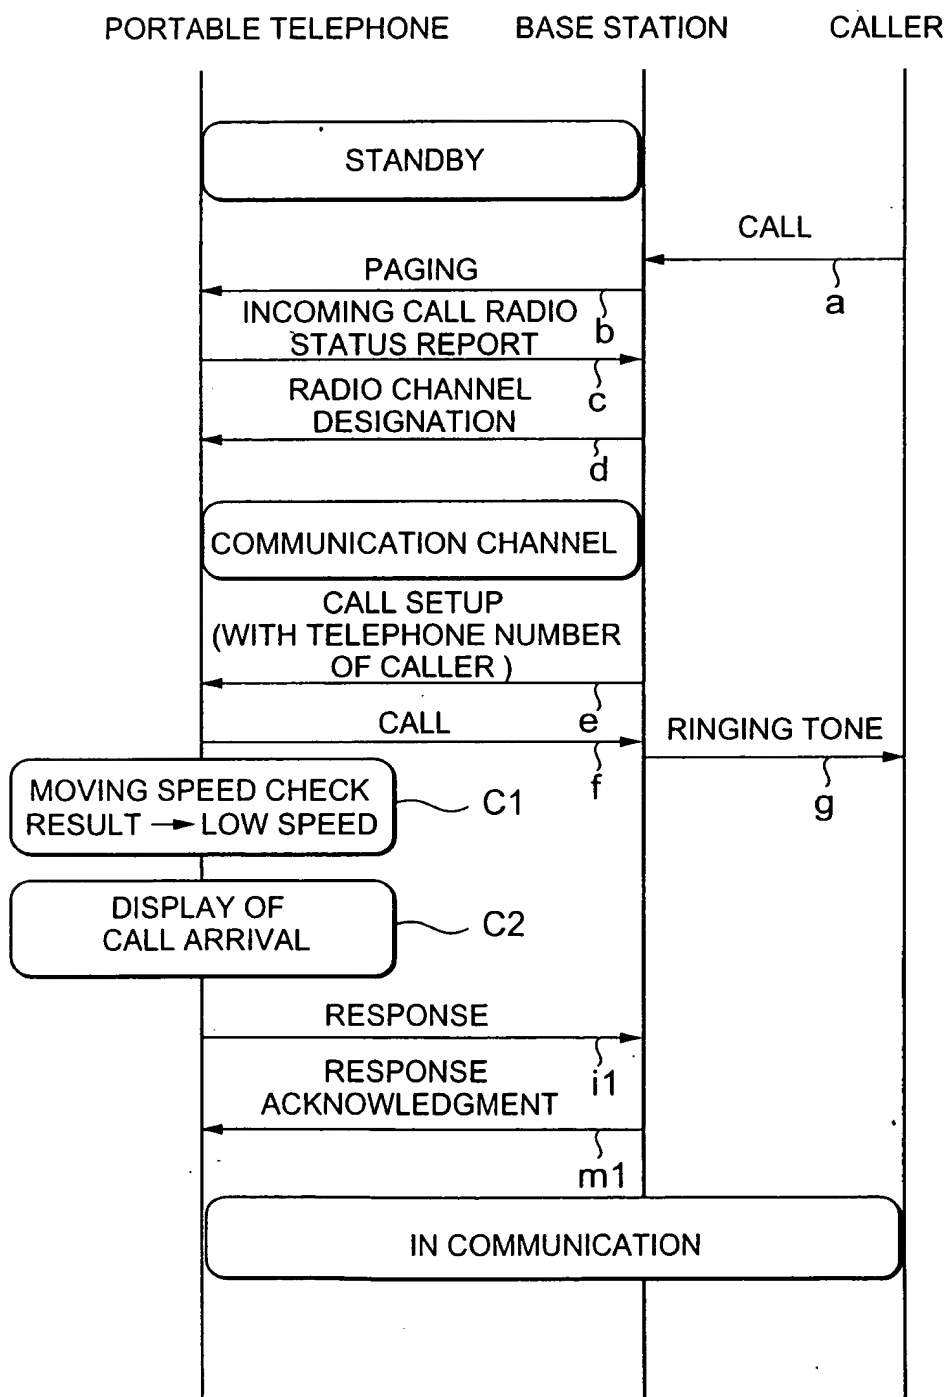 PORTABLE TELEPHONE BASE STATION CALLER
STANDBY
CALL
a
PAGING
b
INCOMING CALL RADIO
STATUS REPORT
c
RADIO CHANNEL
DESIGNATION
d
COMMUNICATION CHANNEL
CALL SETUP
(WITH TELEPHONE NUMBER
OF CALLER )
e
CALL
f
RINGING TONE
g
MOVING SPEED CHECK
RESULT → LOW SPEED
C1
DISPLAY OF
CALL ARRIVAL
C2
RESPONSE
i1
RESPONSE
ACKNOWLEDGMENT
m1
IN COMMUNICATION